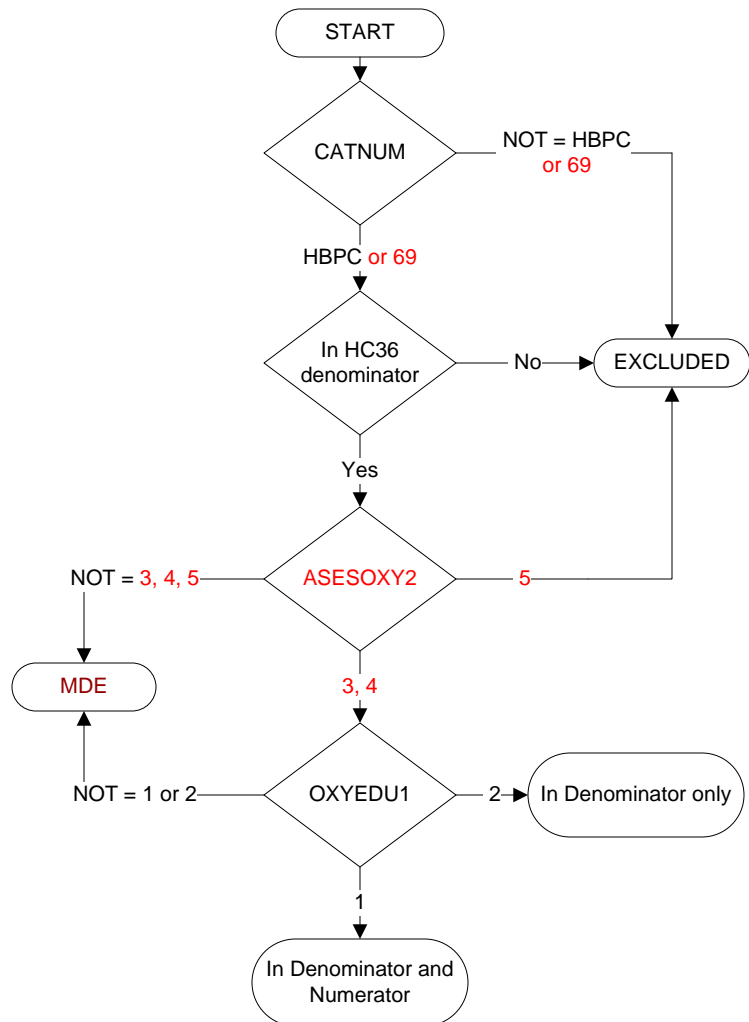 START
CATNUM
NOT = HBPC
or 69
HBPC or 69
In HC36
denominator
No
EXCLUDED
Yes
NOT = 3, 4, 5
ASESOXY2
5
MDE
3, 4
NOT = 1 or 2
OXYEDU1
2
In Denominator only
1
In Denominator and
Numerator